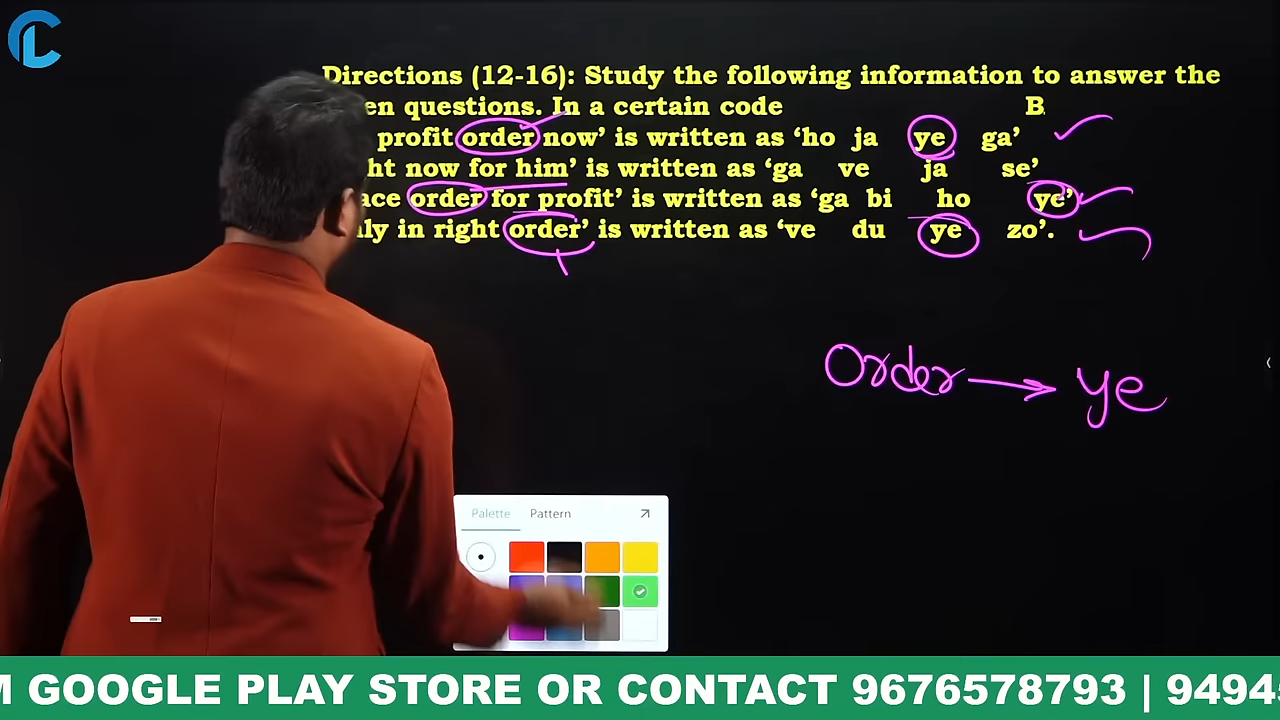 Directions (12-16): Study the following information to answer the
en questions. In a certain code B
profit order now’ is written as ‘ho ja ye ga’
ht now for him’ is written as ‘ga ve ja se’
ace order for profit’ is written as ‘ga bi ho ye’
ly in right order’ is written as ‘ve du ye zo’.
Order → ye
Palette Pattern
M GOOGLE PLAY STORE OR CONTACT 9676578793 | 9494